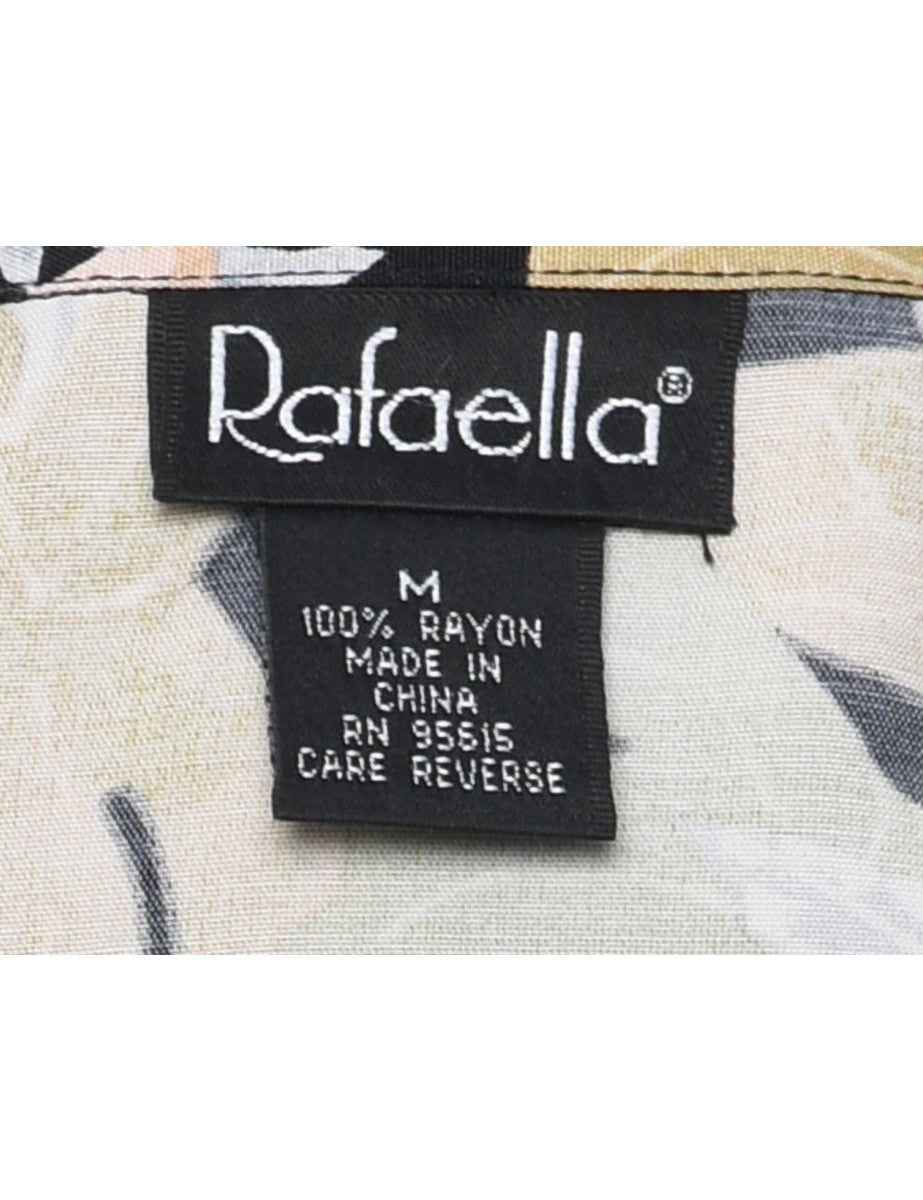 Rafaella®
M
100% RAYON
MADE IN
CHINA
RN 95615
CARE REVERSE